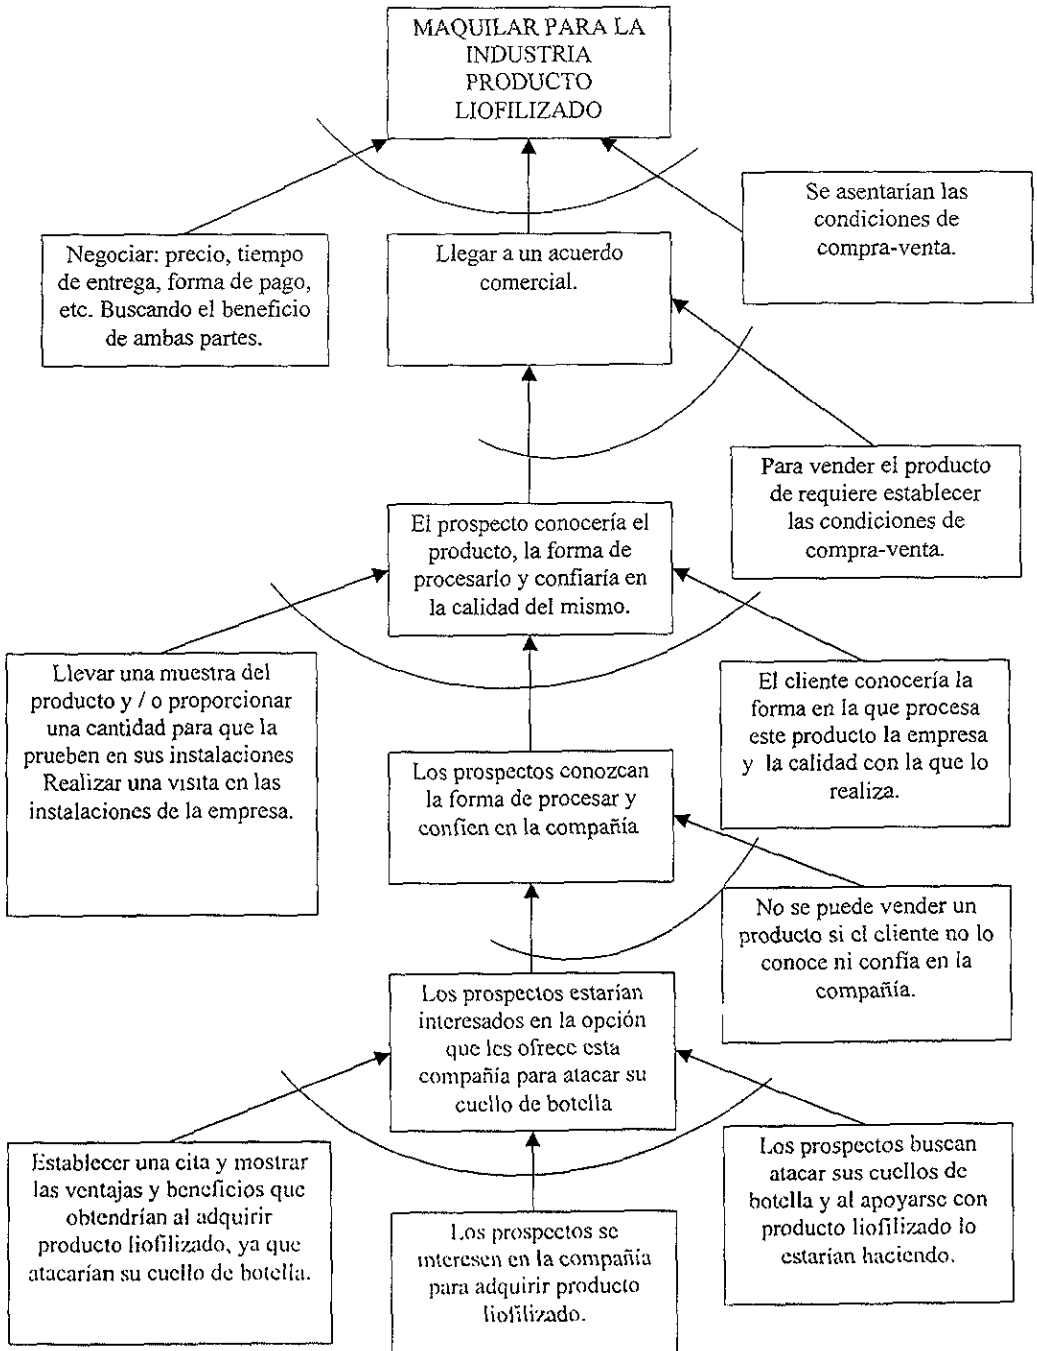 MAQUILAR PARA LA
INDUSTRIA
PRODUCTO
LIOFILIZADO
Negociar: precio, tiempo
de entrega, forma de pago,
etc. Buscando el beneficio
de ambas partes.
Llegar a un acuerdo
comercial.
Se asentarían las
condiciones de
compra-venta.
Para vender el producto
de requiere establecer
las condiciones de
compra-venta.
El prospecto conocería el
producto, la forma de
procesarlo y confiaría en
la calidad del mismo.
Llevar una muestra del
producto y / o proporcionar
una cantidad para que la
prueben en sus instalaciones
Realizar una visita en las
instalaciones de la empresa.
Los prospectos conozcan
la forma de procesar y
confien en la compañía
El cliente conocería la
forma en la que procesa
este producto la empresa
y la calidad con la que lo
realiza.
No se puede vender un
producto si el cliente no lo
conoce ni confía en la
compañía.
Los prospectos estarían
interesados en la opción
que les ofrece esta
compañía para atacar su
cuello de botella
Establecer una cita y mostrar
las ventajas y beneficios que
obtendrían al adquirir
producto liofilizado, ya que
atacarían su cuello de botella.
Los prospectos se
interesen en la compañía
para adquirir producto
liofilizado.
Los prospectos buscan
atacar sus cuellos de
botella y al apoyarse con
producto liofilizado lo
estarían haciendo.